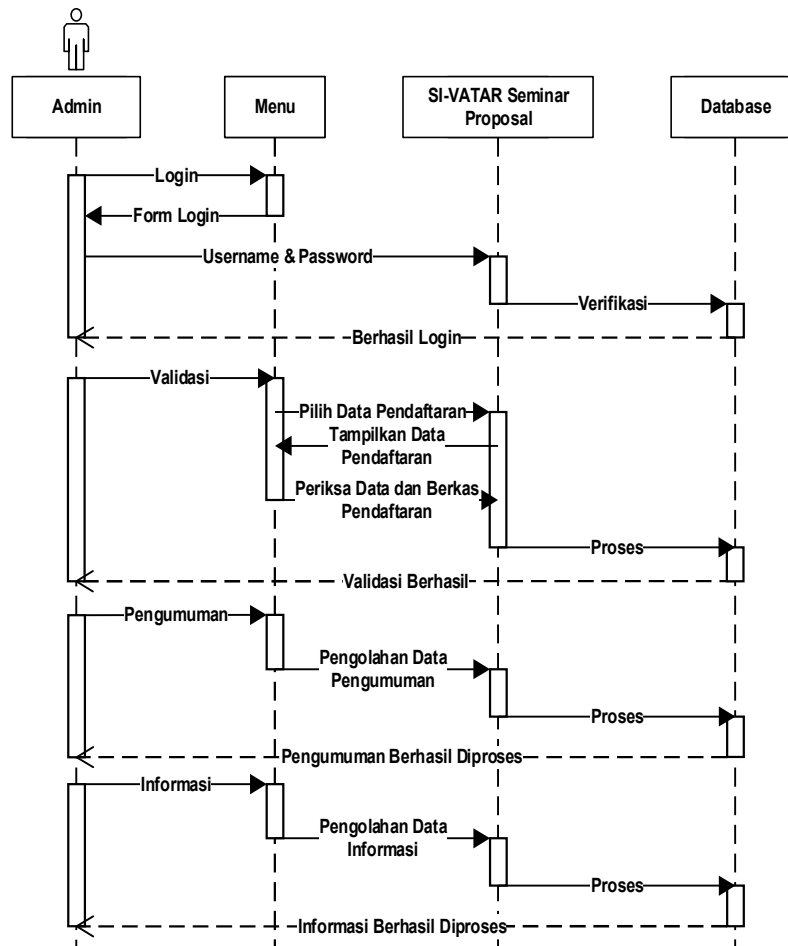 Admin
Menu
SI-VATAR Seminar
Proposal
Database
Login
Form Login
Username & Password
Verifikasi
Berhasil Login
Validasi
Pilih Data Pendaftaran
Tampilkan Data
Pendaftaran
Periksa Data dan Berkas
Pendaftaran
Proses
Validasi Berhasil
Pengumuman
Pengolahan Data
Pengumuman
Proses
Pengumuman Berhasil Diproses
Informasi
Pengolahan Data
Informasi
Proses
Informasi Berhasil Diproses